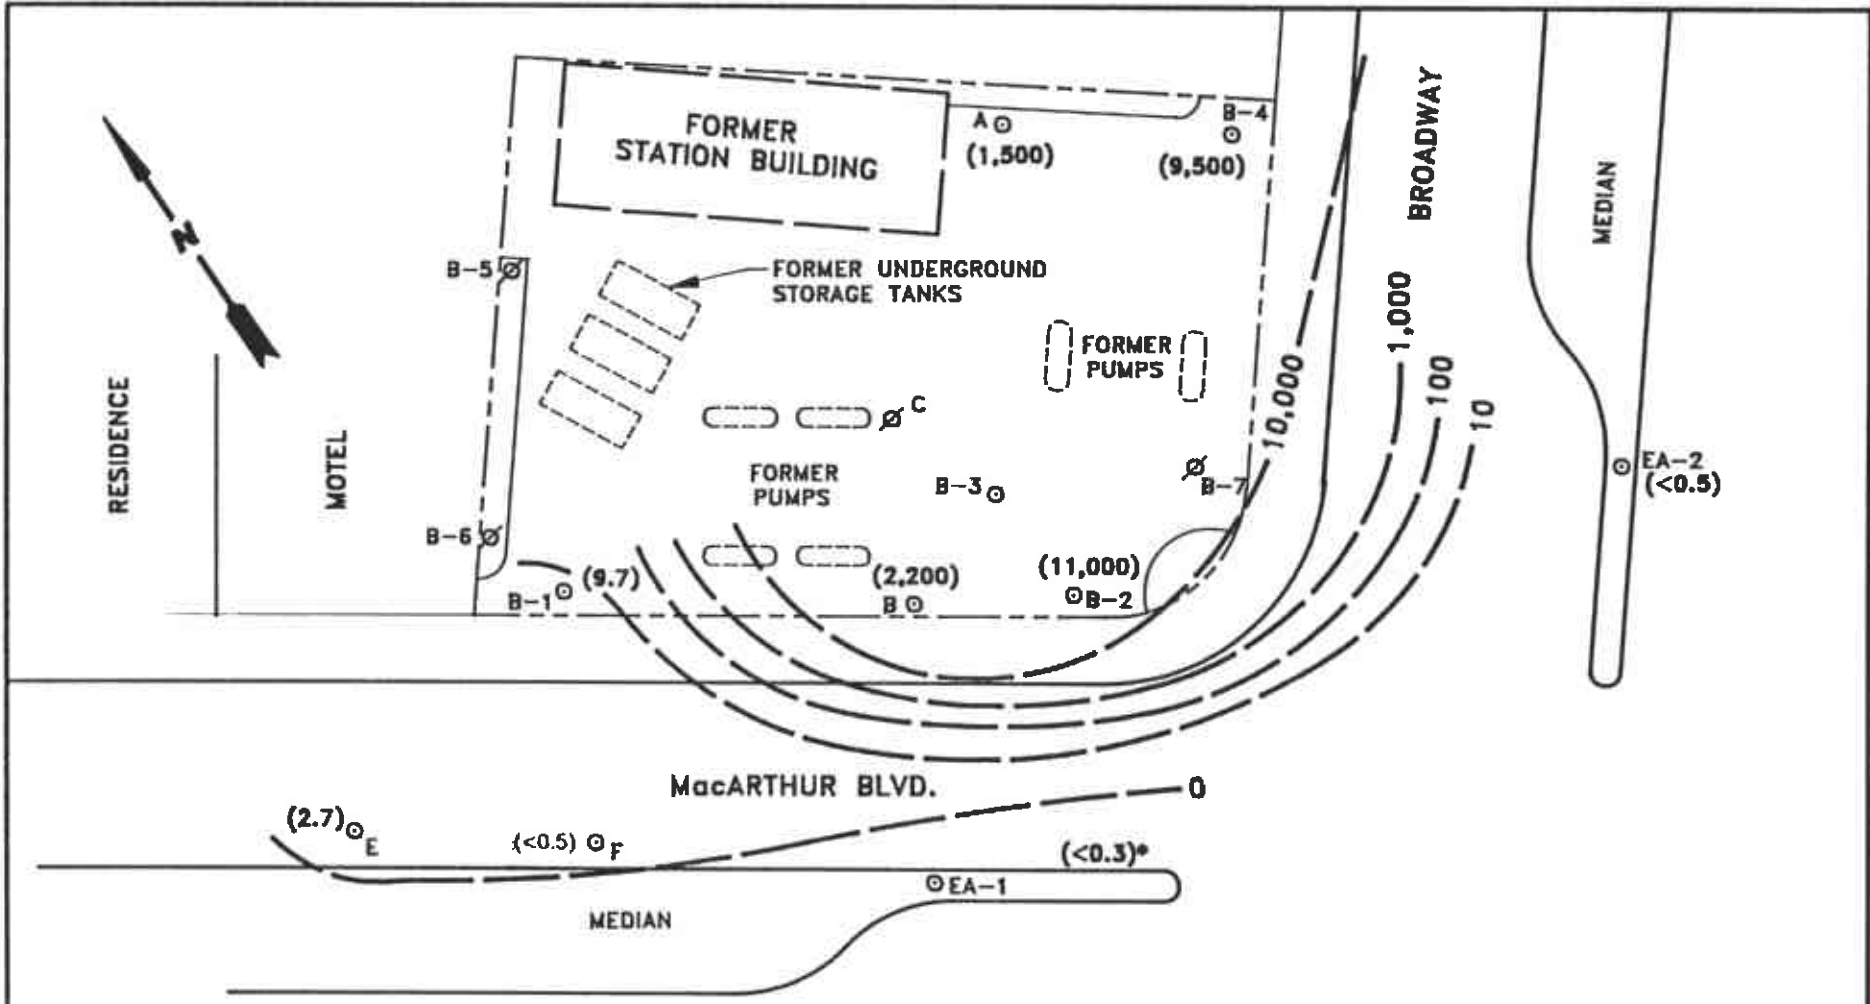 FORMER
STATION BUILDING
A
(1,500)
B-4
(9,500)
BROADWAY
MEDIAN
N
B-5
FORMER UNDERGROUND
STORAGE TANKS
FORMER
PUMPS
1,000
100
10
10,000
RESIDENCE
MOTEL
C
FORMER
PUMPS
B-3
B-7
EA-2
(<0.5)
B-6
(9.7)
B-1
(2,200)
B
(11,000)
B-2
MacARTHUR BLVD.
0
(2.7)
E
(<0.5)
F
(<0.3)*
EA-1
MEDIAN